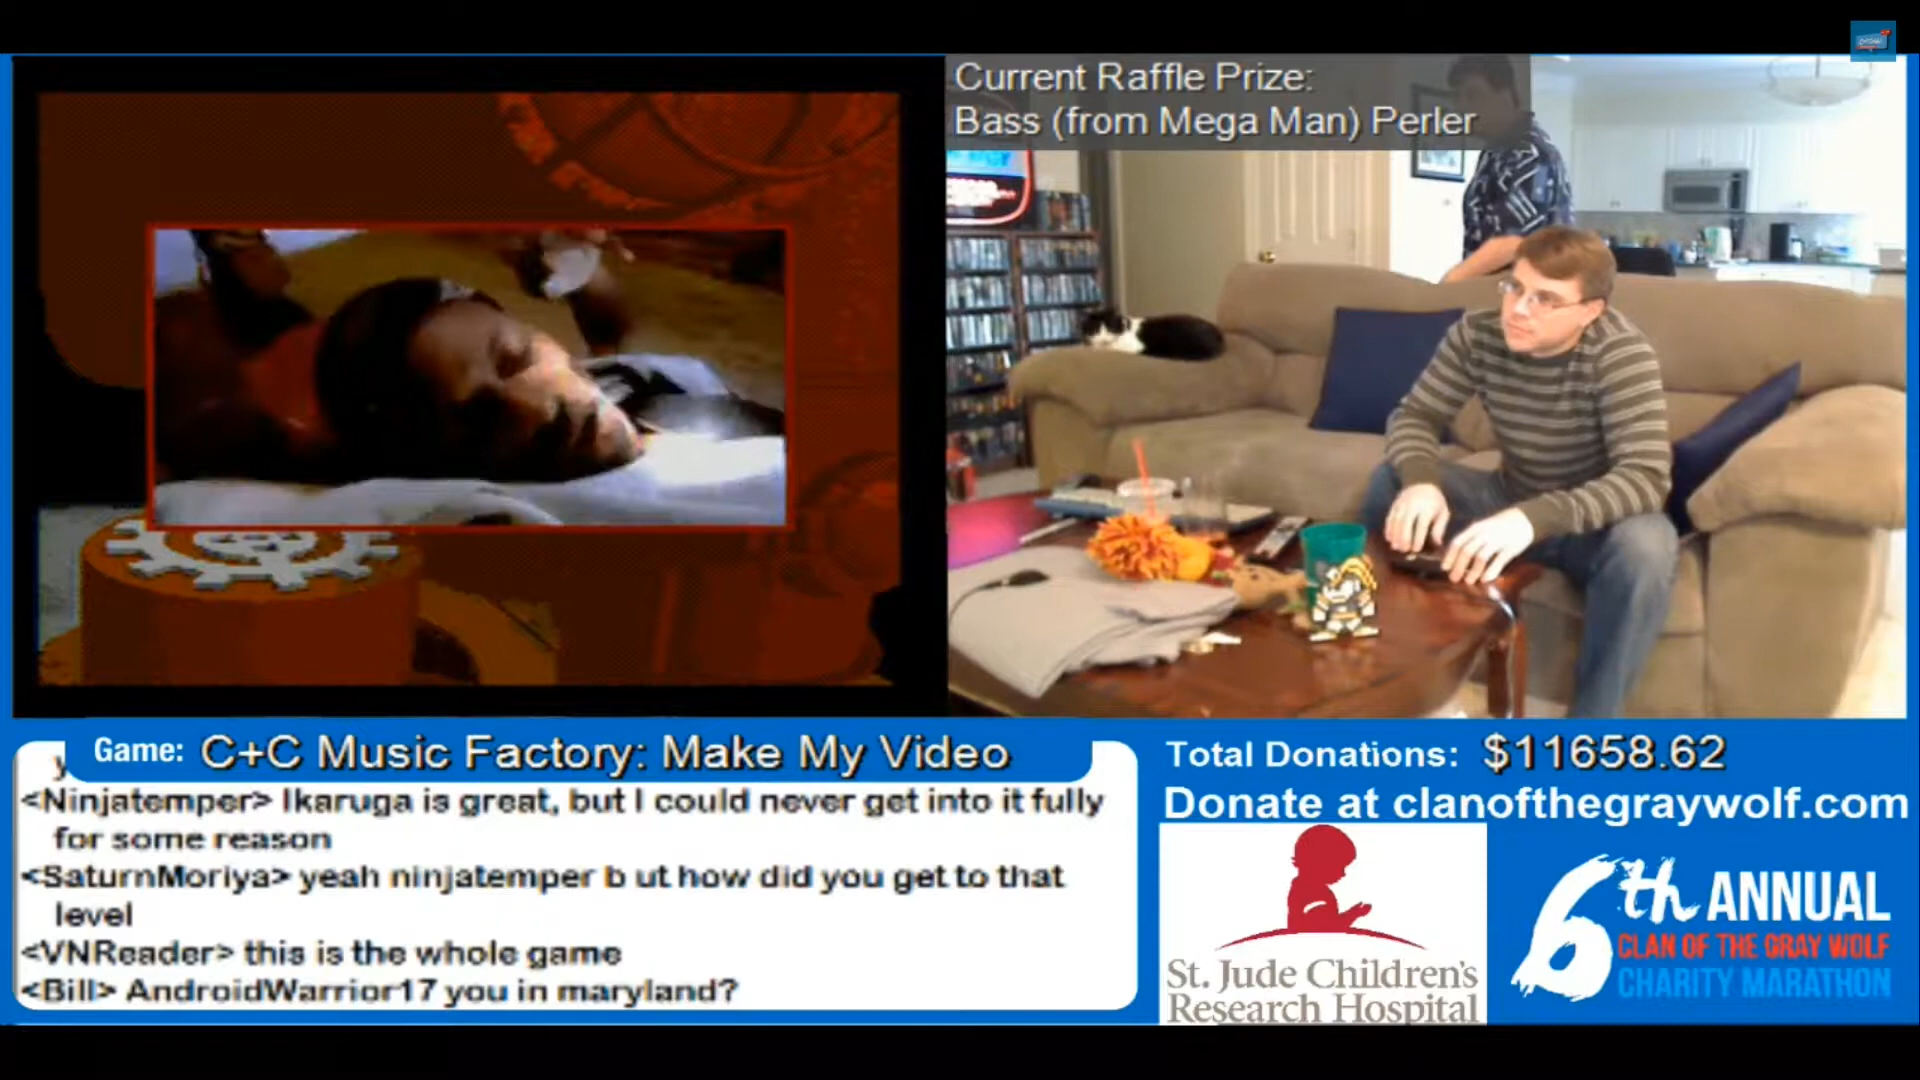 Current Raffle Prize:
Bass (from Mega Man) Perler
Game: C+C Music Factory: Make My Video
<Ninjatemper> Ikaruga is great, but I could never get into it fully
for some reason
<SaturnMoriya> yeah ninjatemper b ut how did you get to that
level
<VNReader> this is the whole game
<Bill> AndroidWarrior17 you in maryland?
Total Donations: $11658.62
Donate at clanofthegraywolf.com
St. Jude Children's
Research Hospital
6th ANNUAL
CLAN OF THE GRAY WOLF
CHARITY MARATHON